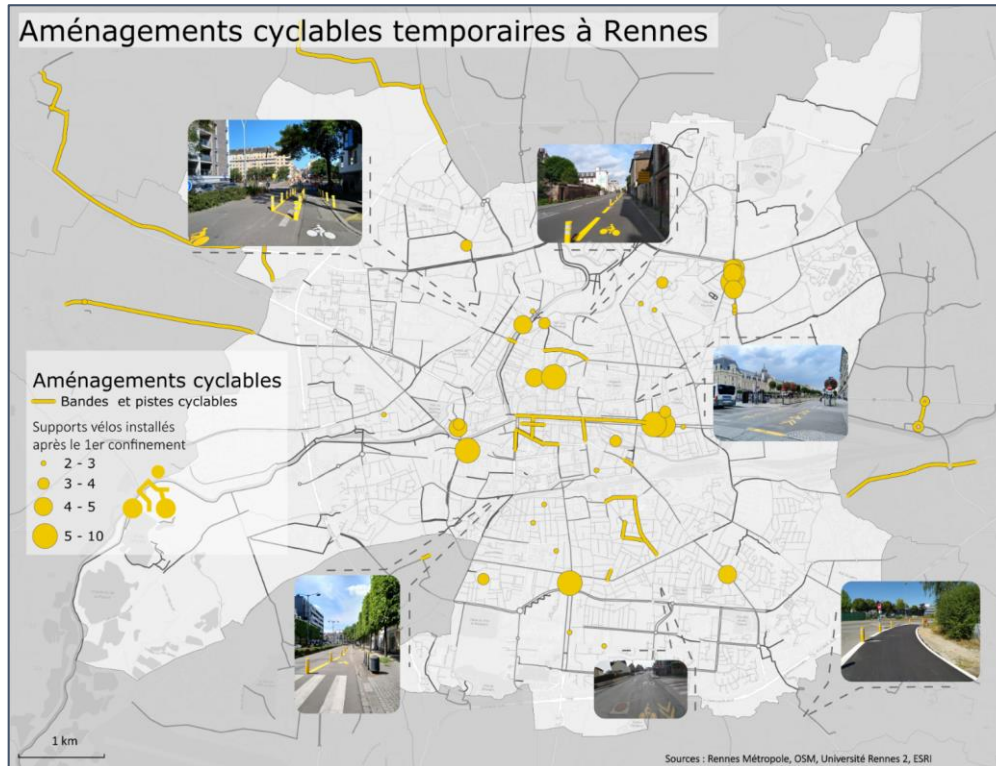 Aménagements cyclables temporaires à Rennes
Aménagements cyclables
Bandes et pistes cyclables
Supports vélos installés
après le 1er confinement
2 - 3
3 - 4
4 - 5
5 - 10
1 km
Sources : Rennes Métropole, OSM, Université Rennes 2, ESRI